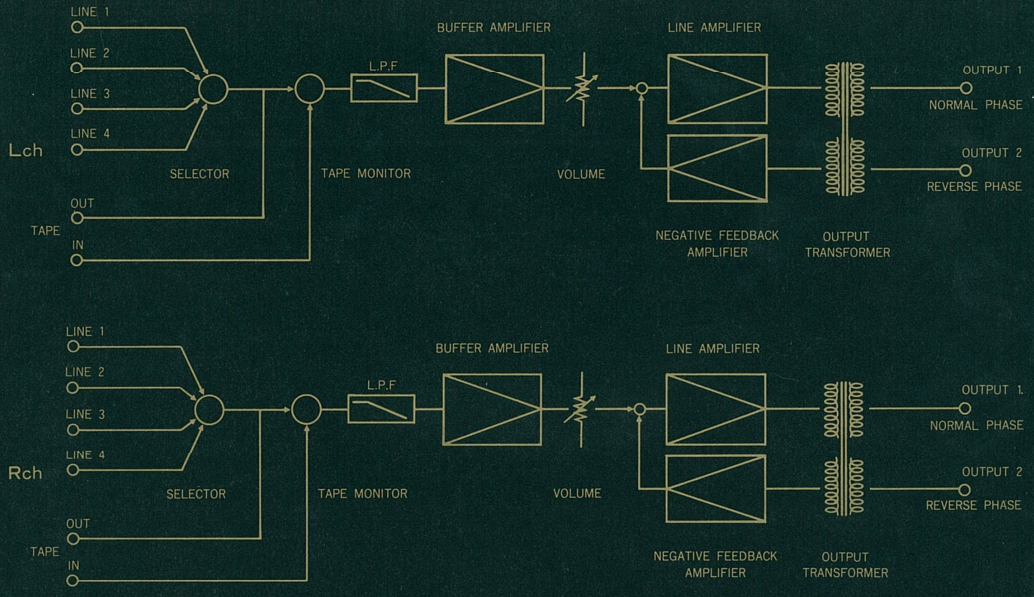 LINE 1
BUFFER AMPLIFIER
LINE AMPLIFIER
LINE 2
L.P.F
OUTPUT 1
LINE 3
NORMAL PHASE
LINE 4
Lch
OUTPUT 2
SELECTOR
TAPE MONITOR
VOLUME
REVERSE PHASE
OUT
TAPE
IN
NEGATIVE FEEDBACK
AMPLIFIER
OUTPUT
TRANSFORMER
LINE 1
BUFFER AMPLIFIER
LINE AMPLIFIER
LINE 2
L.P.F
OUTPUT 1
LINE 3
NORMAL PHASE
LINE 4
Rch
OUTPUT 2
SELECTOR
TAPE MONITOR
VOLUME
REVERSE PHASE
OUT
TAPE
IN
NEGATIVE FEEDBACK
AMPLIFIER
OUTPUT
TRANSFORMER